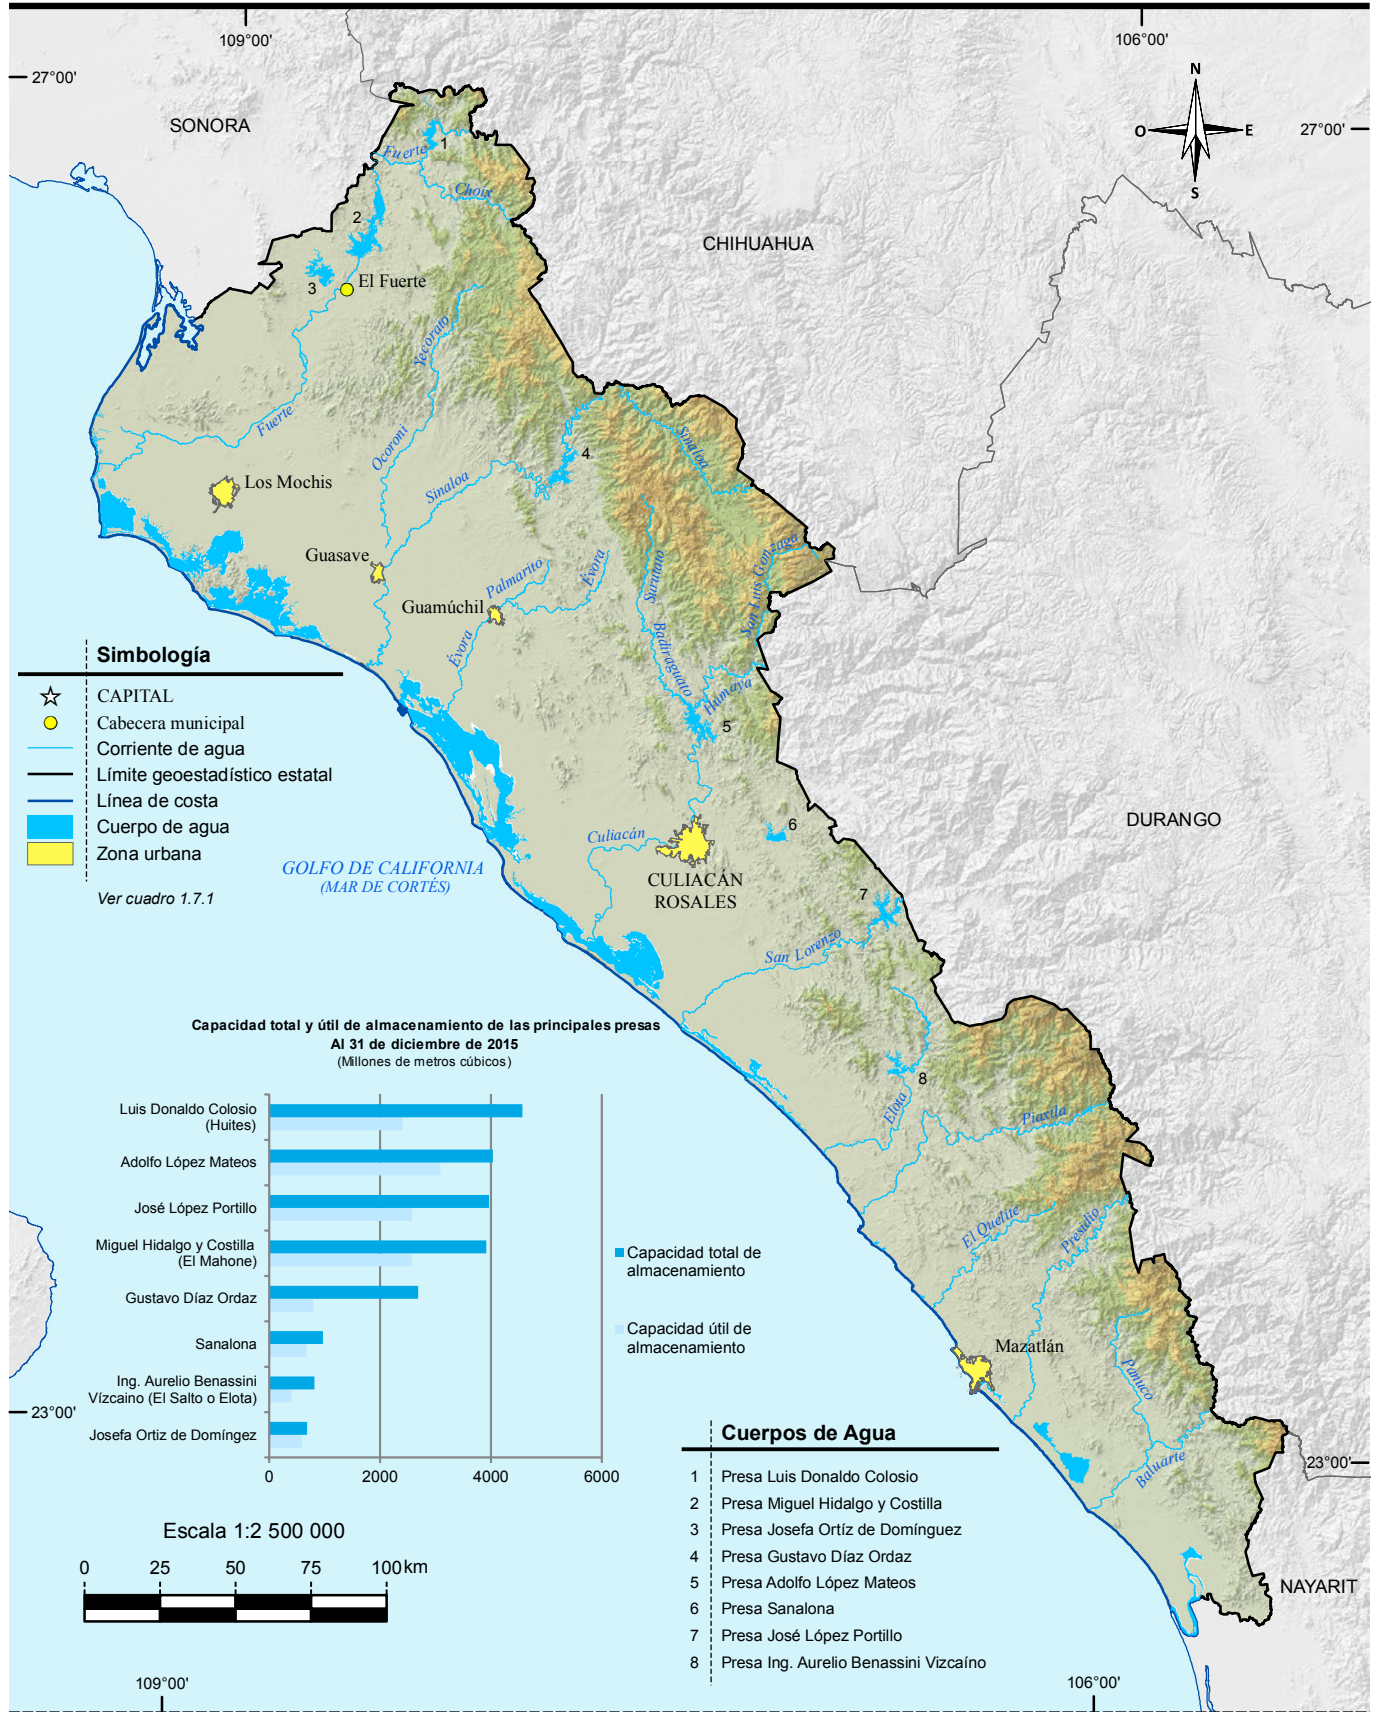 109°00'
106°00'
27°00'
N
O
E
S
27°00'
SONORA
1
Fuerte
Choix
2
CHIHUAHUA
3
El Fuerte
Yecorato
Fuerte
Ocoroni
Sinaloa
4
Sinaloa
Los Mochis
Guasave
Palmarito
Évora
Surutato
San Luis Gonzaga
Guamúchil
Évora
Badiraguato
Humaya
5
Simbología
CAPITAL
Cabecera municipal
Corriente de agua
Límite geoestadístico estatal
Línea de costa
Cuerpo de agua
Zona urbana
Ver cuadro 1.7.1
GOLFO DE CALIFORNIA
(MAR DE CORTÉS)
Culiacán
6
DURANGO
CULIACÁN
ROSALES
7
San Lorenzo
8
Elota
Piaxtla
El Quelite
Presidio
Mazatlán
Panuco
Baluarte
Capacidad total y útil de almacenamiento de las principales presas
Al 31 de diciembre de 2015
(Millones de metros cúbicos)
Luis Donaldo Colosio
(Huites)
Adolfo López Mateos
José López Portillo
Miguel Hidalgo y Costilla
(El Mahone)
Gustavo Díaz Ordaz
Sanalona
Ing. Aurelio Benassini
Vízcaino (El Salto o Elota)
Josefa Ortiz de Domíngez
0 2000 4000 6000
Capacidad total de
almacenamiento
Capacidad útil de
almacenamiento
23°00'
23°00'
Cuerpos de Agua
1 Presa Luis Donaldo Colosio
2 Presa Miguel Hidalgo y Costilla
3 Presa Josefa Ortíz de Domínguez
4 Presa Gustavo Díaz Ordaz
5 Presa Adolfo López Mateos
6 Presa Sanalona
7 Presa José López Portillo
8 Presa Ing. Aurelio Benassini Vizcaíno
NAYARIT
Escala 1:2 500 000
0 25 50 75 100 km
109°00'
106°00'